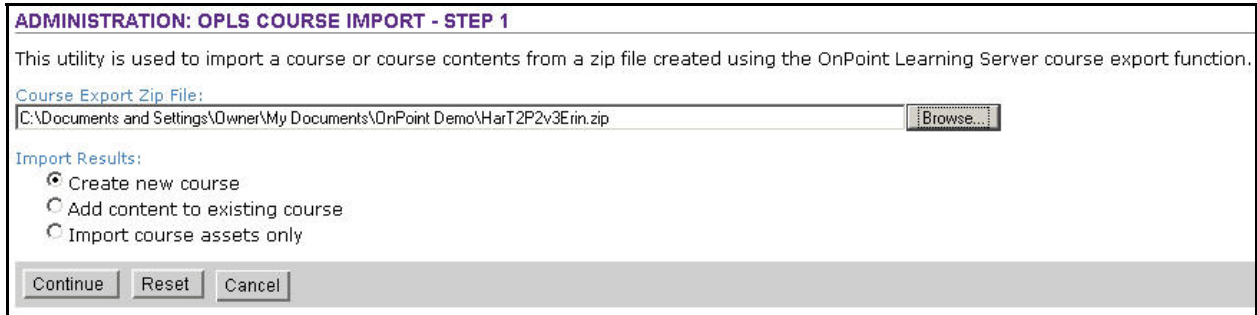 ADMINISTRATION: OPLS COURSE IMPORT - STEP 1
This utility is used to import a course or course contents from a zip file created using the OnPoint Learning Server course export function.
Course Export Zip File:
C:\Documents and Settings\Owner\My Documents\OnPoint Demo\HarT2P2v3Erin.zip Browse...
Import Results:
Create new course
Add content to existing course
Import course assets only
Continue Reset Cancel